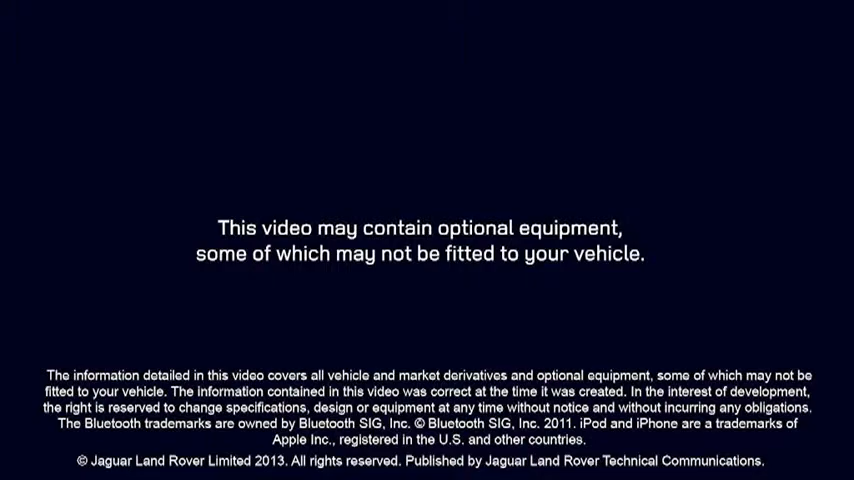 This video may contain optional equipment,
some of which may not be fitted to your vehicle.
The information detailed in this video covers all vehicle and market derivatives and optional equipment, some of which may not be
fitted to your vehicle. The information contained in this video was correct at the time it was created. In the interest of development,
the right is reserved to change specifications, design or equipment at any time without notice and without incurring any obligations.
The Bluetooth trademarks are owned by Bluetooth SIG, Inc. © Bluetooth SIG, Inc. 2011. iPod and iPhone are a trademarks of
Apple Inc., registered in the U.S. and other countries.
© Jaguar Land Rover Limited 2013. All rights reserved. Published by Jaguar Land Rover Technical Communications.